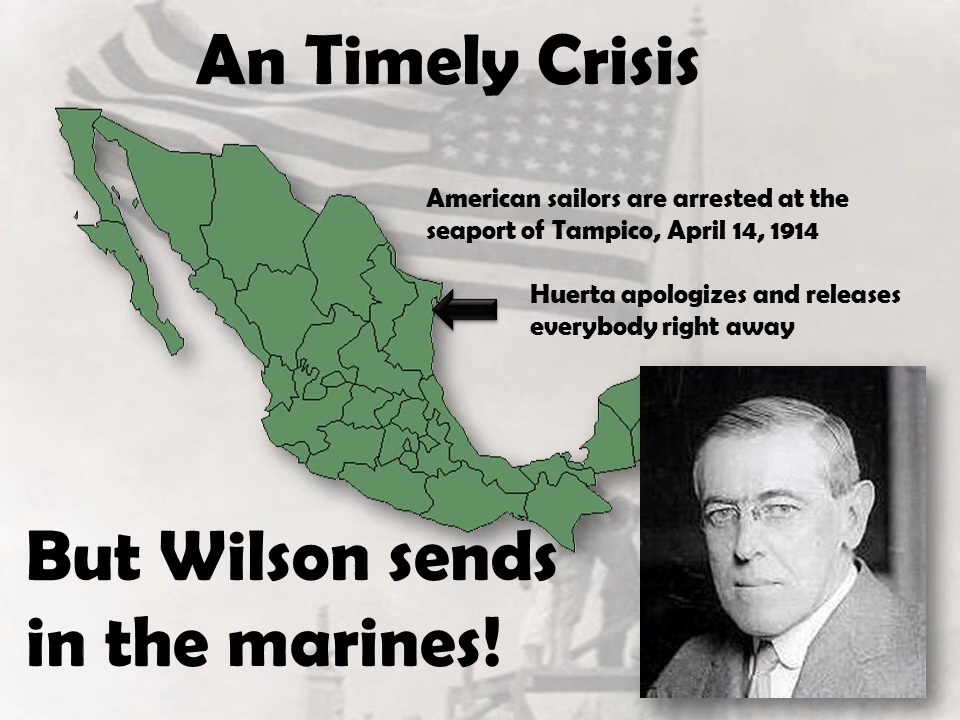 An Timely Crisis
American sailors are arrested at the
seaport of Tampico, April 14, 1914
Huerta apologizes and releases
everybody right away
But Wilson sends
in the marines!